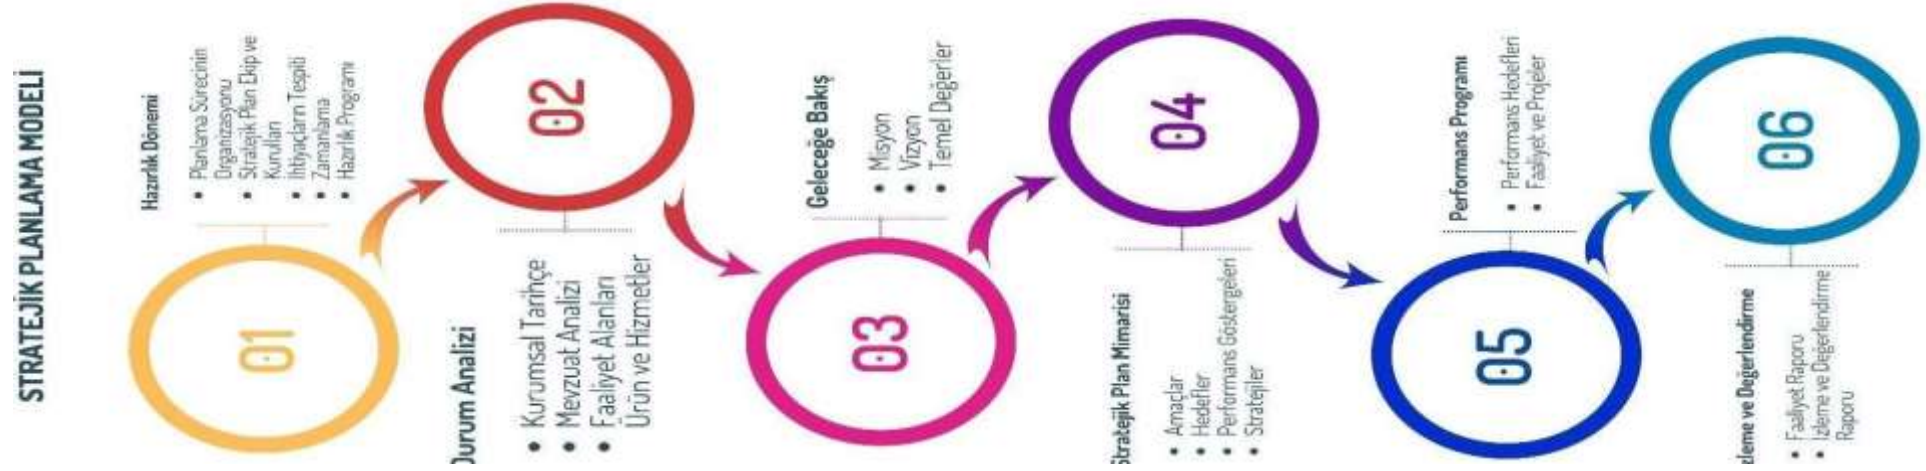 STRATEJİK PLANLAMA MODELİ
01
Hazırlık Dönemi
• Planlama Sürecinin
Organizasyonu
• Stratejik Plan Ekip ve
Kurulları
• İhtiyaçların Tespiti
• Zamanlama
• Hazırlık Programı
02
Durum Analizi
• Kurumsal Tarihçe
• Mevzuat Analizi
• Faaliyet Alanları
Ürün ve Hizmetler
03
Geleceğe Bakış
• Misyon
• Vizyon
• Temel Değerler
04
Stratejik Plan Mimarisi
• Amaçlar
• Hedefler
• Performans Göstergeleri
• Stratejiler
05
Performans Programı
• Performans Hedefleri
• Faaliyet ve Projeler
06
İzleme ve Değerlendirme
• Faaliyet Raporu
• İzleme ve Değerlendirme
Raporu